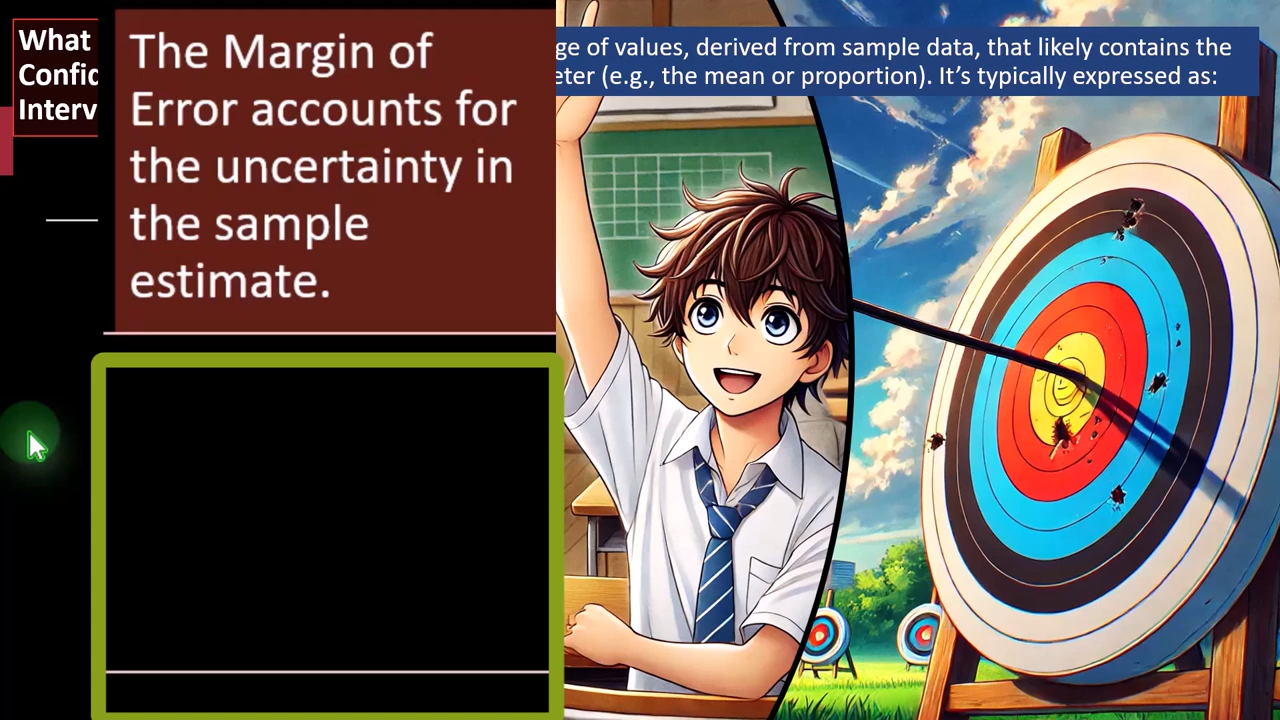 What
Confid
Interv
The Margin of
Error accounts for
the uncertainty in
the sample
estimate.
ge of values, derived from sample data, that likely contains the
eter (e.g., the mean or proportion). It’s typically expressed as: